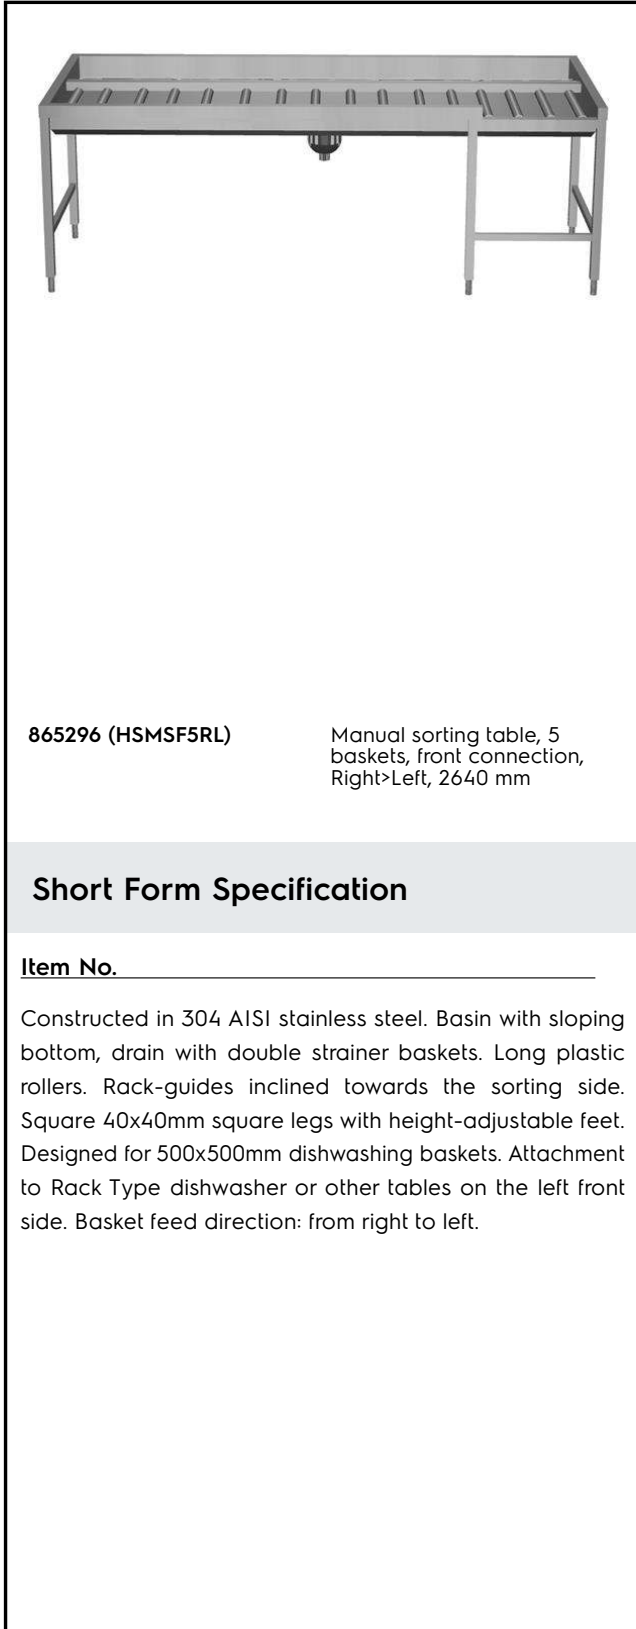 865296 (HSMSF5RL)
Manual sorting table, 5
baskets, front connection,
Right>Left, 2640 mm
Short Form Specification
Item No.
Constructed in 304 AISI stainless steel. Basin with sloping
bottom, drain with double strainer baskets. Long plastic
rollers. Rack-guides inclined towards the sorting side.
Square 40x40mm square legs with height-adjustable feet.
Designed for 500x500mm dishwashing baskets. Attachment
to Rack Type dishwasher or other tables on the left front
side. Basket feed direction: from right to left.